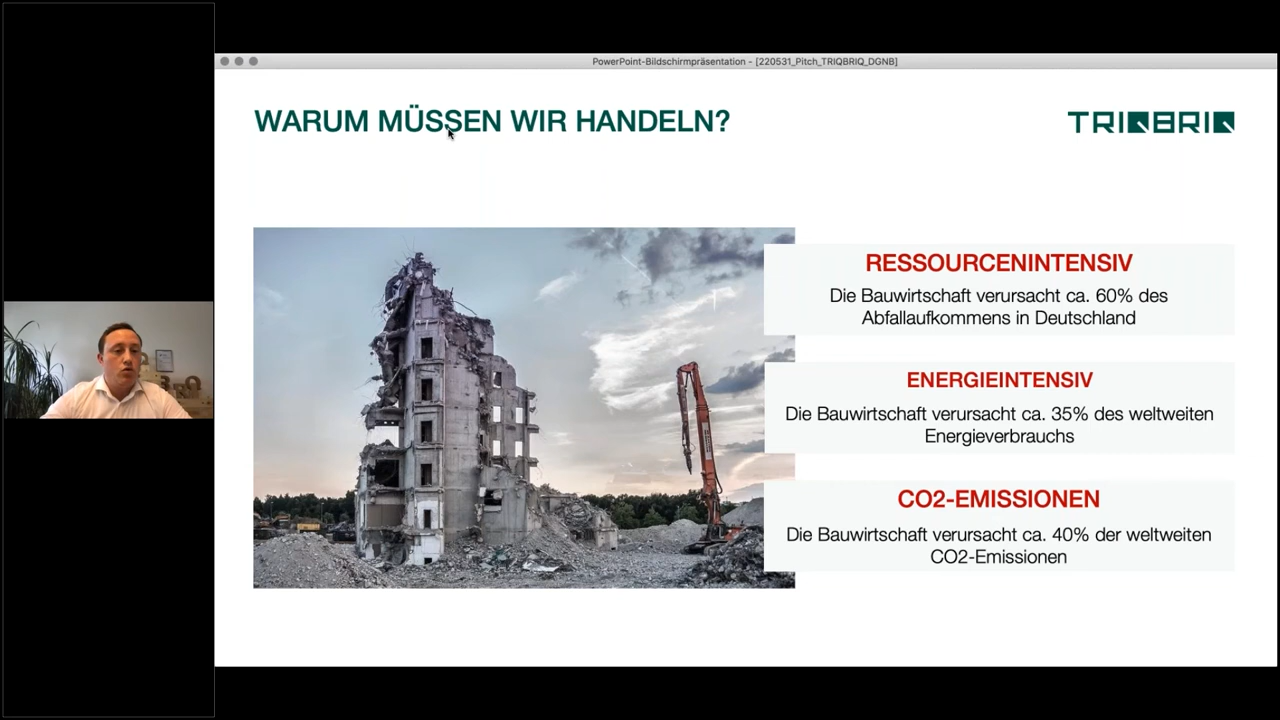 PowerPoint-Bildschirmpräsentation - [220531_Pitch_TRIQBRIQ_DGNB]
WARUM MÜSSEN WIR HANDELN?
TRIQBRIQ
RESSOURCENINTENSIV
Die Bauwirtschaft verursacht ca. 60% des
Abfallaufkommens in Deutschland
ENERGIEINTENSIV
Die Bauwirtschaft verursacht ca. 35% des weltweiten
Energieverbrauchs
CO2-EMISSIONEN
Die Bauwirtschaft verursacht ca. 40% der weltweiten
CO2-Emissionen